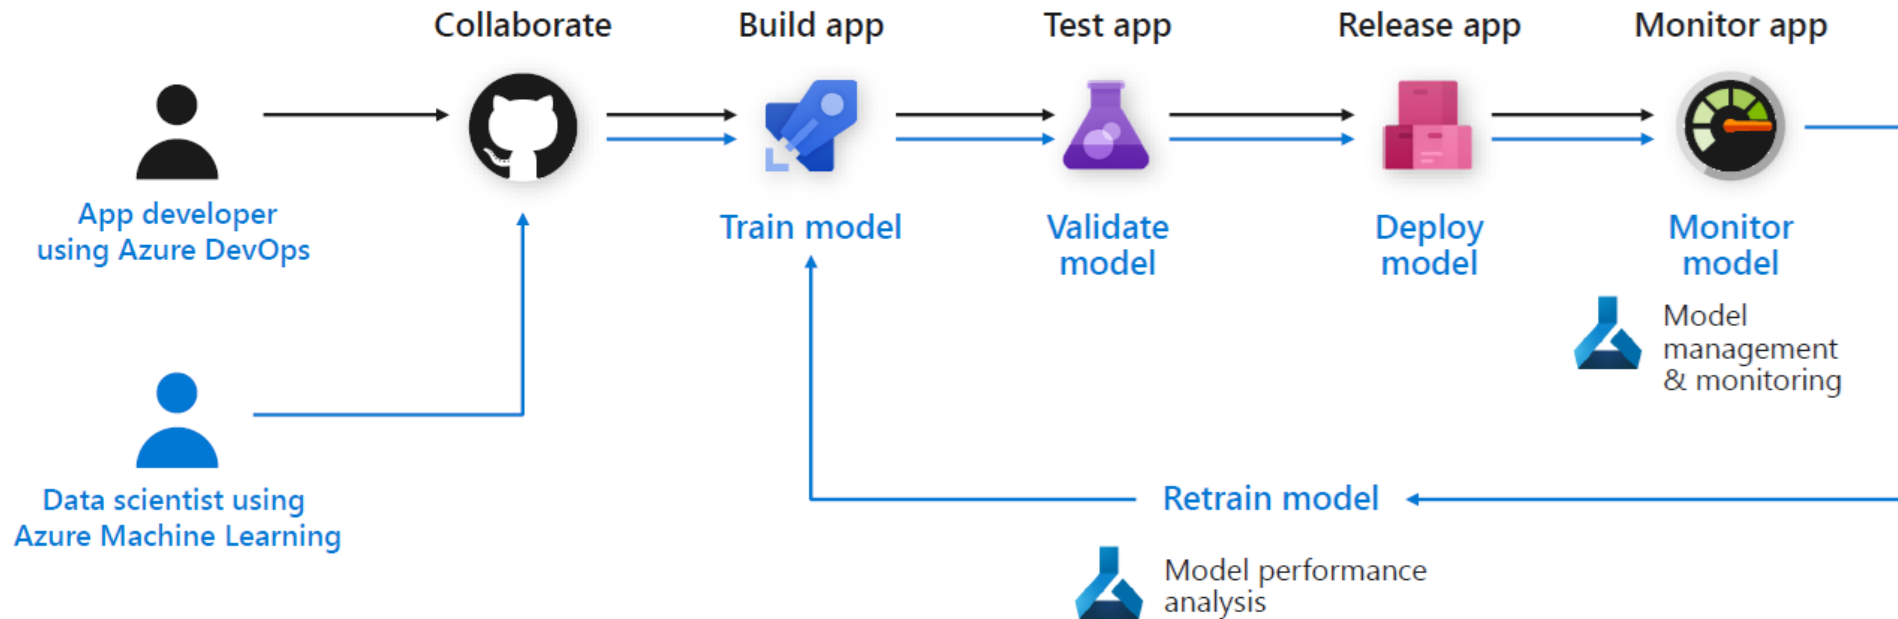 Collaborate
Build app
Test app
Release app
Monitor app
App developer
using Azure DevOps
Train model
Validate
model
Deploy
model
Monitor
model
Model
management
& monitoring
Data scientist using
Azure Machine Learning
Retrain model
Model performance
analysis